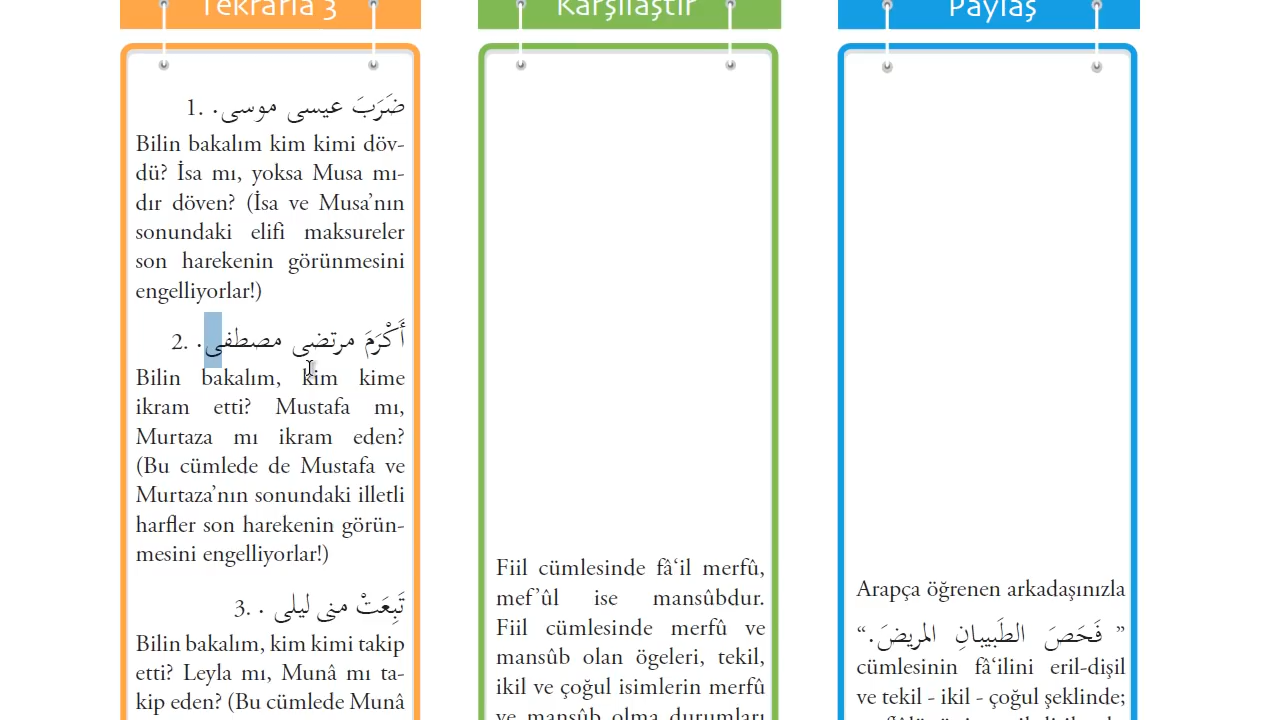 Tekrarla 3
ضَرَبَ عيسى موسى. .1
Bilin bakalım kim kimi döv-
dü? İsa mı, yoksa Musa mı-
dır döven? (İsa ve Musa’nın
sonundaki elifi maksureler
son harekenin görünmesini
engelliyorlar!)
أَكْرَمَ مرتضى مصطفى. .2
Bilin bakalım, kim kime
ikram etti? Mustafa mı,
Murtaza mı ikram eden?
(Bu cümlede de Mustafa ve
Murtaza’nın sonundaki illetli
harfler son harekenin görün-
mesini engelliyorlar!)
تَبِعَتْ منى ليلى . .3
Bilin bakalım, kim kimi takip
etti? Leyla mı, Munâ mı ta-
kip eden? (Bu cümlede Munâ
Karşılaştır
Fiil cümlesinde fâ‘il merfû,
mef’ûl ise mansûbdur.
Fiil cümlesinde merfû ve
mansûb olan ögeleri, tekil,
ikil ve çoğul isimlerin merfû
ve mansûb olma durumları
Paylaş
Arapça öğrenen arkadaşınızla
” فَحَصَ الطَبيبانِ المريضَ.“
cümlesinin fâ‘ilini eril-dişil
ve tekil - ikil - çoğul şeklinde;